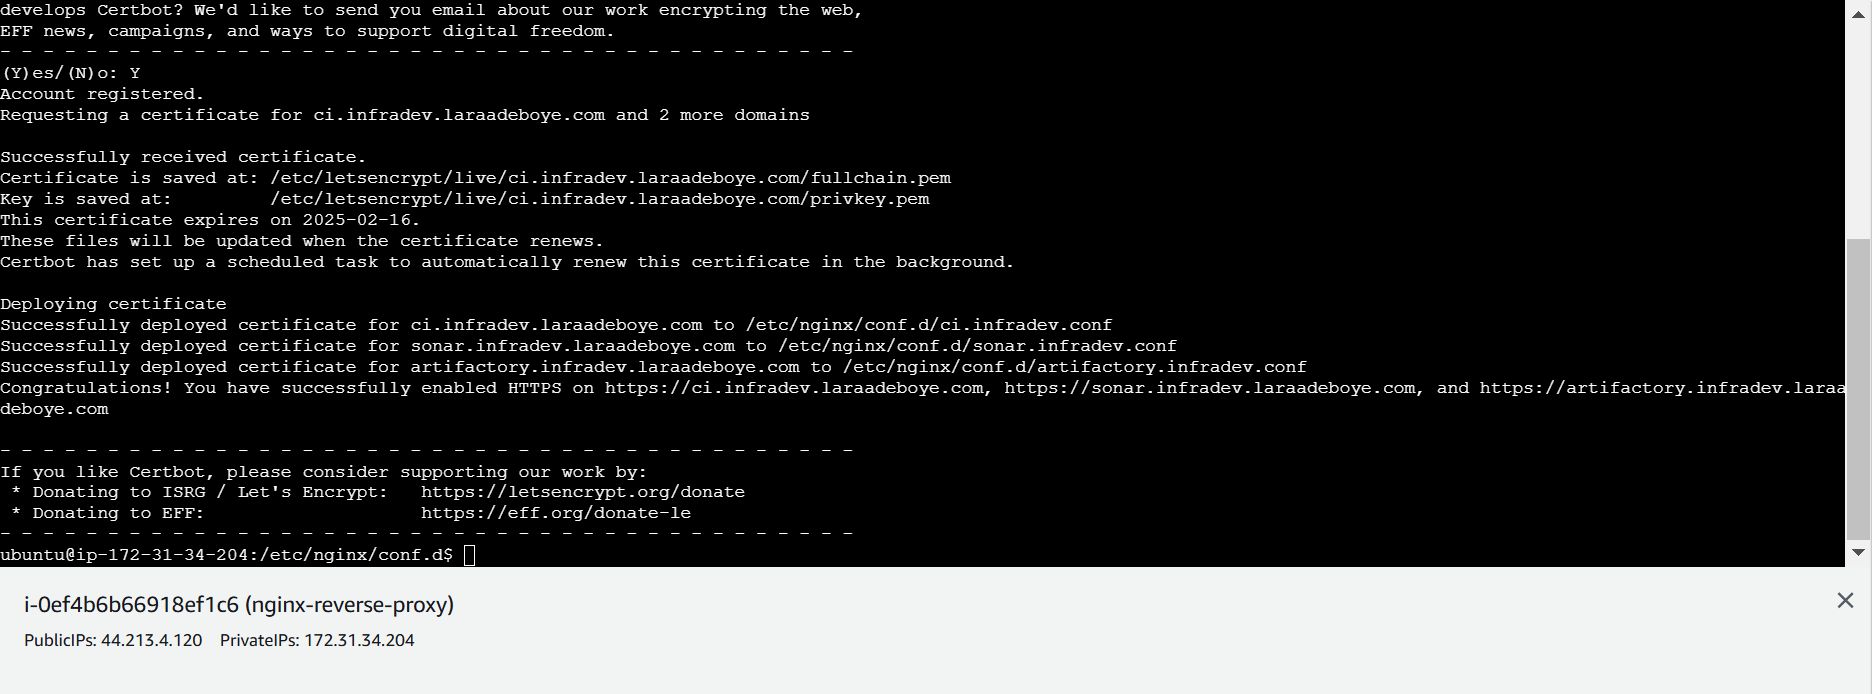 develops Certbot? We'd like to send you email about our work encrypting the web,
EFF news, campaigns, and ways to support digital freedom.
- - - - - - - - - - - - - - - - - - - - - - - - - - - - - - - - - - - - - - - -
(Y)es/(N)o: Y
Account registered.
Requesting a certificate for ci.infradev.laraadeboye.com and 2 more domains
Successfully received certificate.
Certificate is saved at: /etc/letsencrypt/live/ci.infradev.laraadeboye.com/fullchain.pem
Key is saved at:         /etc/letsencrypt/live/ci.infradev.laraadeboye.com/privkey.pem
This certificate expires on 2025-02-16.
These files will be updated when the certificate renews.
Certbot has set up a scheduled task to automatically renew this certificate in the background.
Deploying certificate
Successfully deployed certificate for ci.infradev.laraadeboye.com to /etc/nginx/conf.d/ci.infradev.conf
Successfully deployed certificate for sonar.infradev.laraadeboye.com to /etc/nginx/conf.d/sonar.infradev.conf
Successfully deployed certificate for artifactory.infradev.laraadeboye.com to /etc/nginx/conf.d/artifactory.infradev.conf
Congratulations! You have successfully enabled HTTPS on https://ci.infradev.laraadeboye.com, https://sonar.infradev.laraadeboye.com, and https://artifactory.infradev.laraa
deboye.com
- - - - - - - - - - - - - - - - - - - - - - - - - - - - - - - - - - - - - - - -
If you like Certbot, please consider supporting our work by:
 * Donating to ISRG / Let's Encrypt:   https://letsencrypt.org/donate
 * Donating to EFF:                    https://eff.org/donate-le
- - - - - - - - - - - - - - - - - - - - - - - - - - - - - - - - - - - - - - - -
ubuntu@ip-172-31-34-204:/etc/nginx/conf.d$
i-0ef4b6b66918ef1c6 (nginx-reverse-proxy)
PublicIPs: 44.213.4.120    PrivateIPs: 172.31.34.204